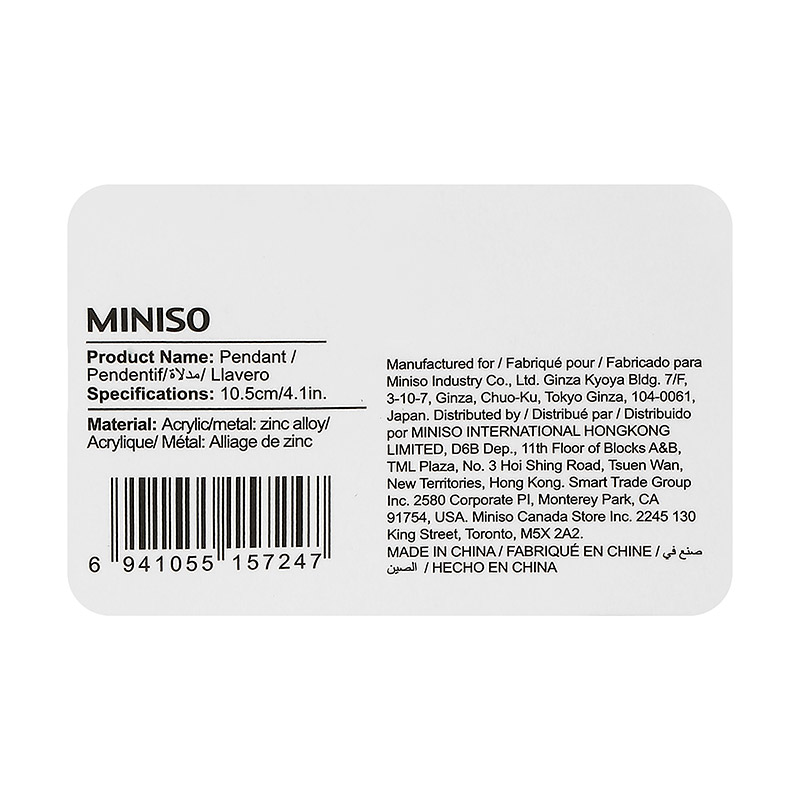 MINISO
Product Name: Pendant /
Pendentif/مدلاة/ Llavero
Specifications: 10.5cm/4.1in.
Material: Acrylic/metal: zinc alloy/
Acrylique/ Métal: Alliage de zinc
6 941055 157247
Manufactured for / Fabriqué pour / Fabricado para
Miniso Industry Co., Ltd. Ginza Kyoya Bldg. 7/F,
3-10-7, Ginza, Chuo-Ku, Tokyo Ginza, 104-0061,
Japan. Distributed by / Distribué par / Distribuido
por MINISO INTERNATIONAL HONGKONG
LIMITED, D6B Dep., 11th Floor of Blocks A&B,
TML Plaza, No. 3 Hoi Shing Road, Tsuen Wan,
New Territories, Hong Kong. Smart Trade Group
Inc. 2580 Corporate Pl, Monterey Park, CA
91754, USA. Miniso Canada Store Inc. 2245 130
King Street, Toronto, M5X 2A2.
MADE IN CHINA / FABRIQUÉ EN CHINE / صنع في
الصين / HECHO EN CHINA